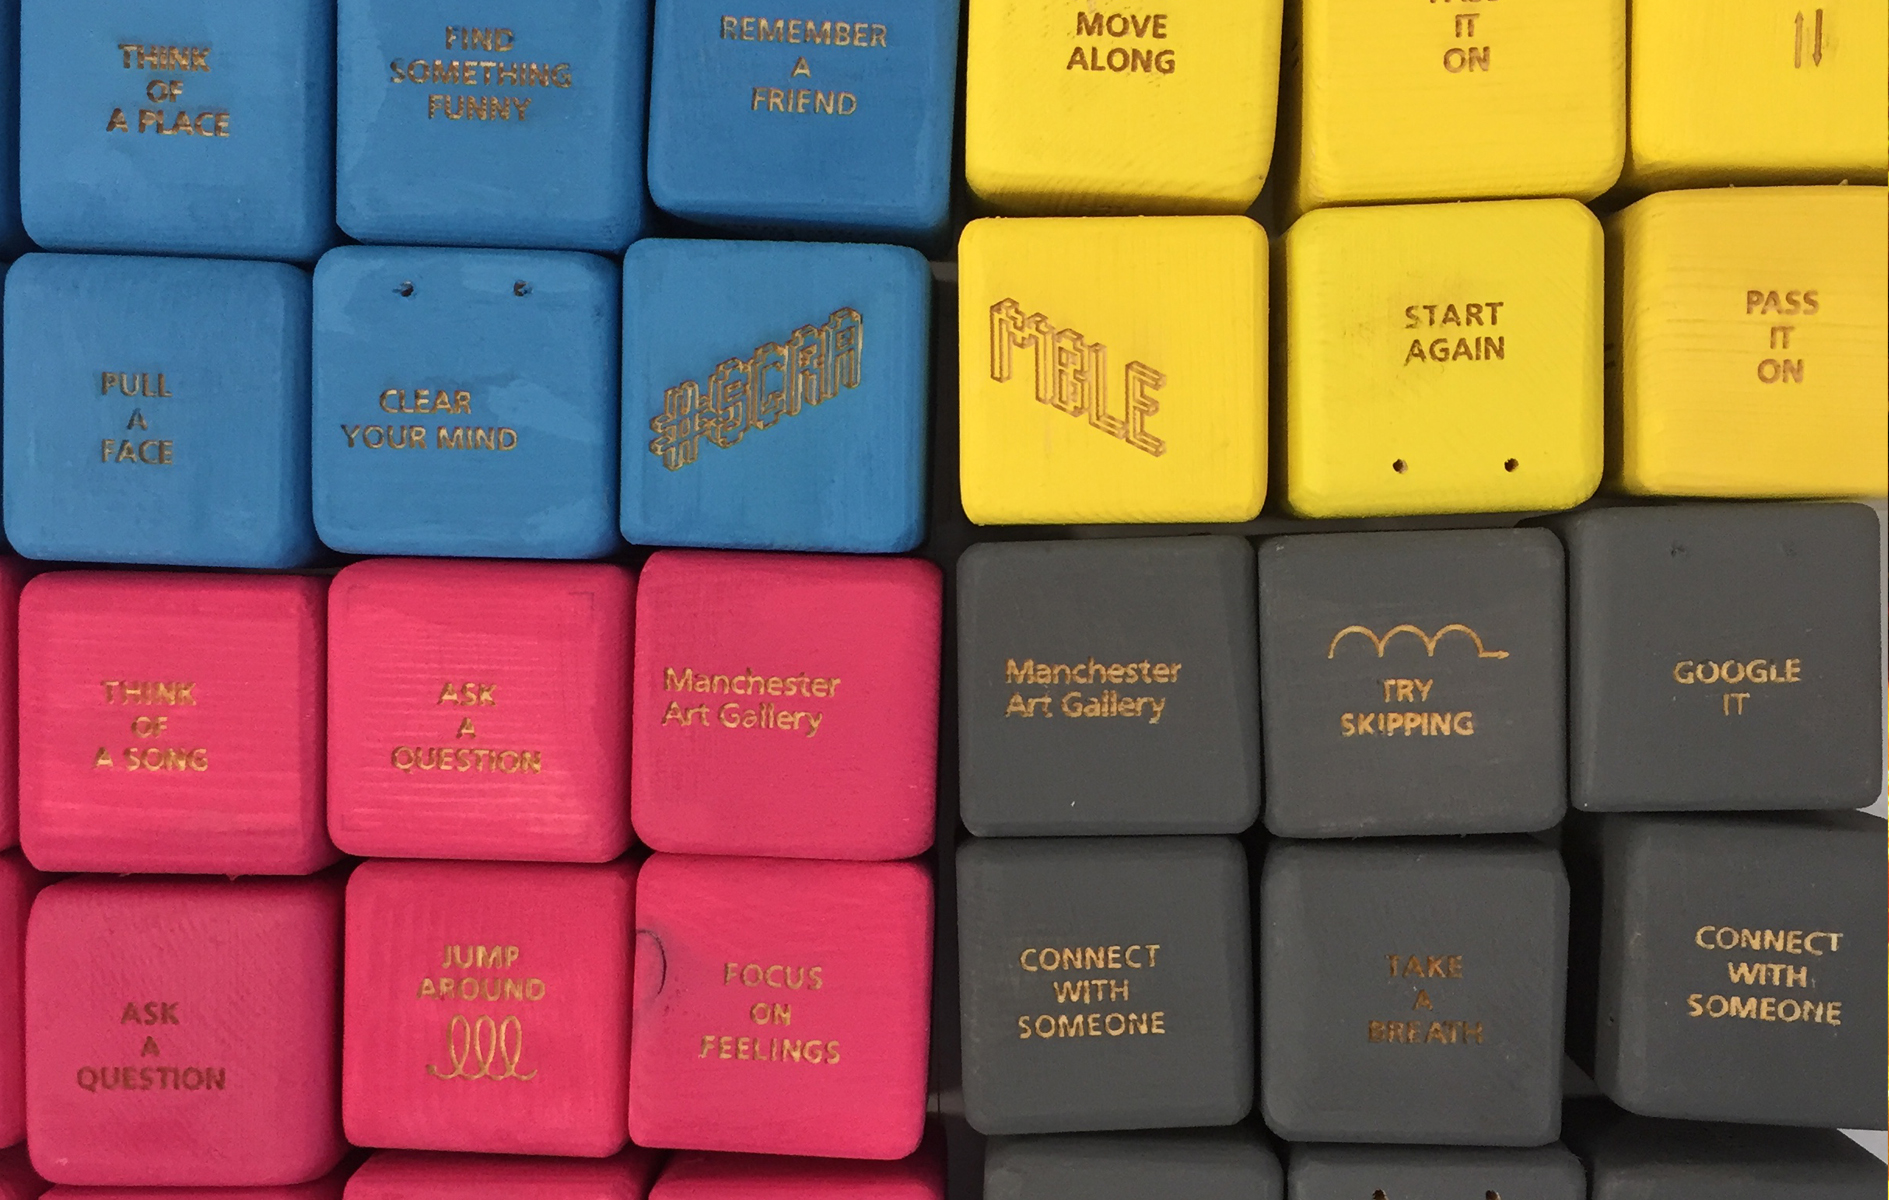 THINK
OF
A PLACE
FIND
SOMETHING
FUNNY
REMEMBER
A
FRIEND
MOVE
ALONG
PASS
IT
ON
PULL
A
FACE
CLEAR
YOUR MIND
#SCRA
MBLE
START
AGAIN
PASS
IT
ON
THINK
OF
A SONG
ASK
A
QUESTION
Manchester
Art Gallery
Manchester
Art Gallery
TRY
SKIPPING
GOOGLE
IT
ASK
A
QUESTION
JUMP
AROUND
FOCUS
ON
FEELINGS
CONNECT
WITH
SOMEONE
TAKE
A
BREATH
CONNECT
WITH
SOMEONE